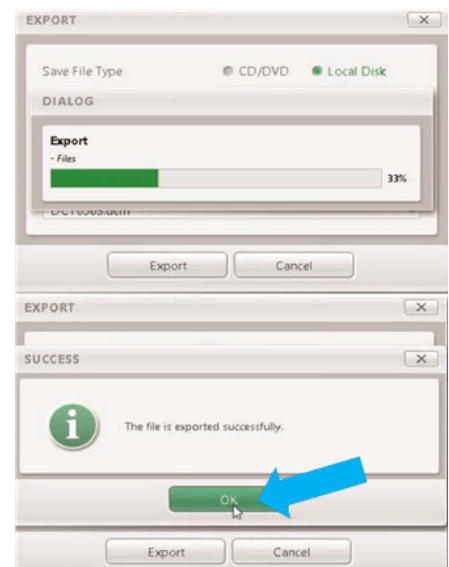 EXPORT
Save File Type CD/DVD Local Disk
DIALOG
Export
- Files
33%
Export Cancel
EXPORT
SUCCESS
The file is exported successfully.
OK
Export Cancel